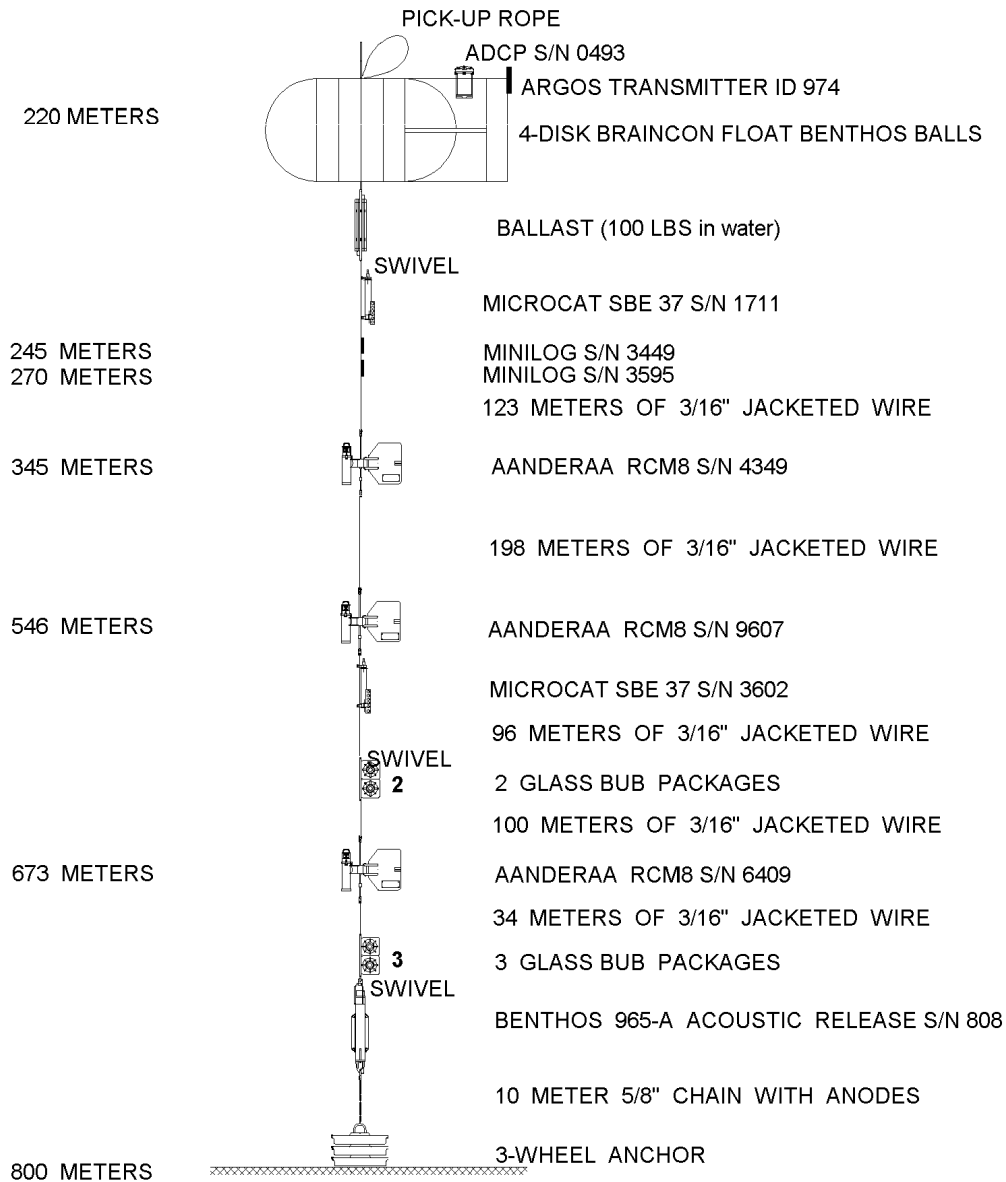 PICK-UP ROPE
ADCP S/N 0493
ARGOS TRANSMITTER ID 974
220 METERS
4-DISK BRAINCON FLOAT BENTHOS BALLS
BALLAST (100 LBS in water)
SWIVEL
MICROCAT SBE 37 S/N 1711
245 METERS MINILOG S/N 3449
270 METERS MINILOG S/N 3595
123 METERS OF 3/16" JACKETED WIRE
345 METERS AANDERAA RCM8 S/N 4349
198 METERS OF 3/16" JACKETED WIRE
546 METERS AANDERAA RCM8 S/N 9607
MICROCAT SBE 37 S/N 3602
96 METERS OF 3/16" JACKETED WIRE
SWIVEL
2 2 GLASS BUB PACKAGES
100 METERS OF 3/16" JACKETED WIRE
673 METERS AANDERAA RCM8 S/N 6409
34 METERS OF 3/16" JACKETED WIRE
3 3 GLASS BUB PACKAGES
SWIVEL
BENTHOS 965-A ACOUSTIC RELEASE S/N 808
10 METER 5/8" CHAIN WITH ANODES
3-WHEEL ANCHOR
800 METERS